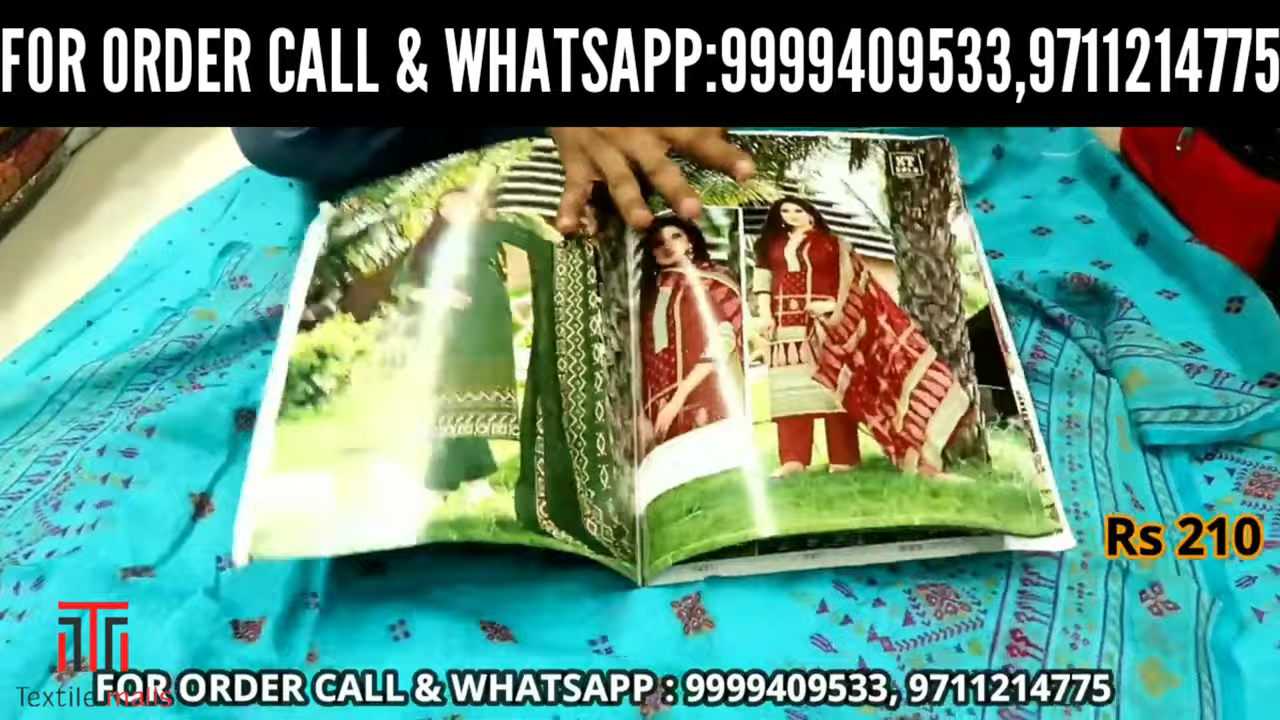 FOR ORDER CALL & WHATSAPP:9999409533,9711214775
Rs 210
Textile malls
FOR ORDER CALL & WHATSAPP : 9999409533, 9711214775